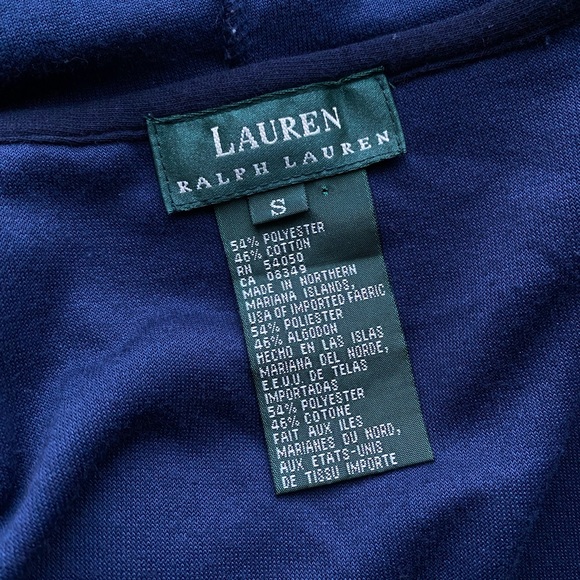 LAUREN
RALPH LAUREN
S
54% POLYESTER
46% COTTON
RN 54050
CA 08349
MADE IN NORTHERN
MARIANA ISLANDS,
USA OF IMPORTED FABRIC
54% POLIESTER
46% ALGODON
HECHO EN LAS ISLAS
MARIANA DEL NORDE,
E.E.U.U. DE TELAS
IMPORTADAS
54% POLYESTER
46% COTONE
FAIT AUX ILES
MARIANES DU NORD,
AUX ETATS-UNIS
DE TISSU IMPORTE